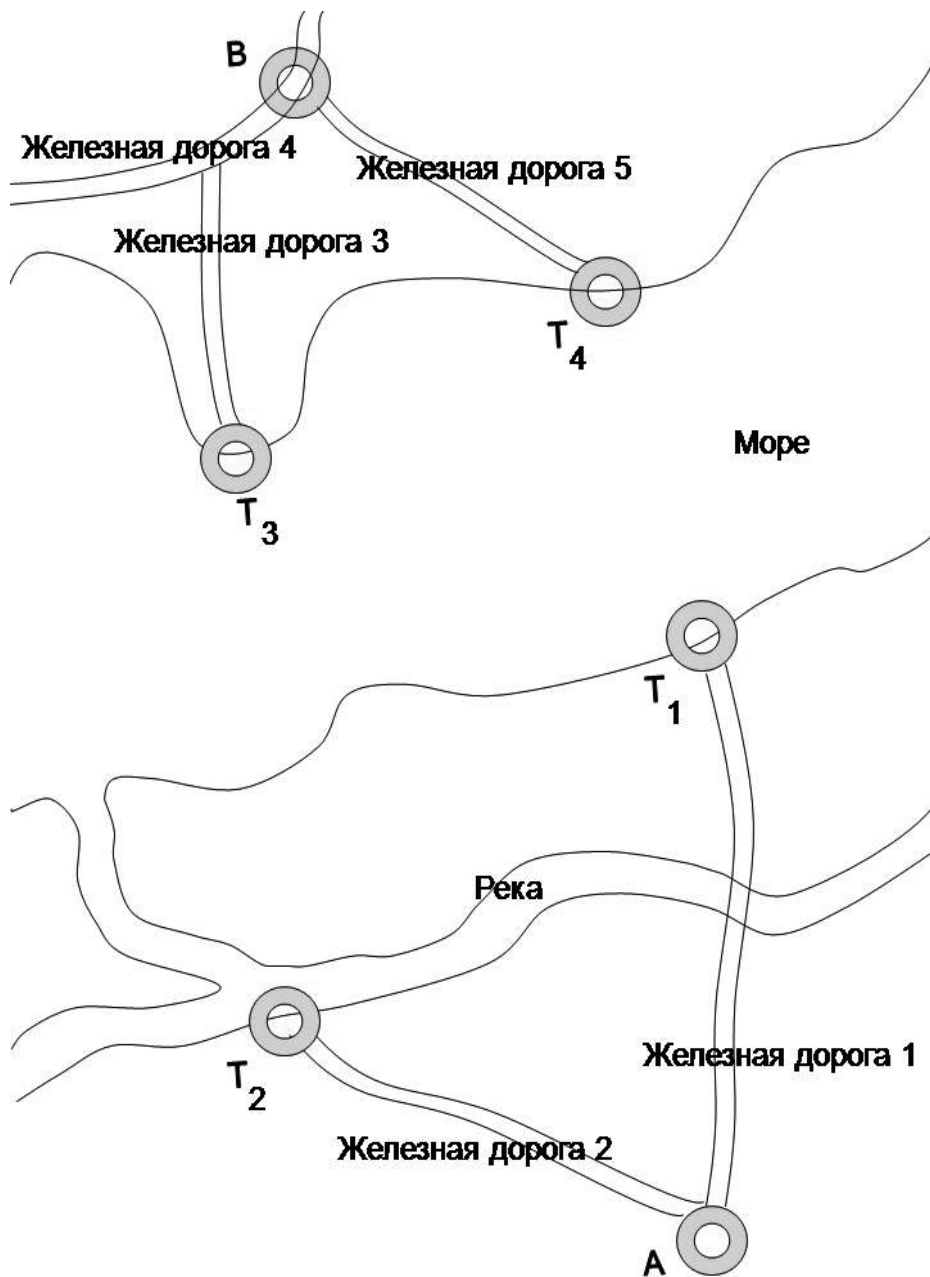 B
Железная дорога 4
Железная дорога 5
Железная дорога 3
T4
Море
T3
T1
Река
Железная дорога 1
T2
Железная дорога 2
A